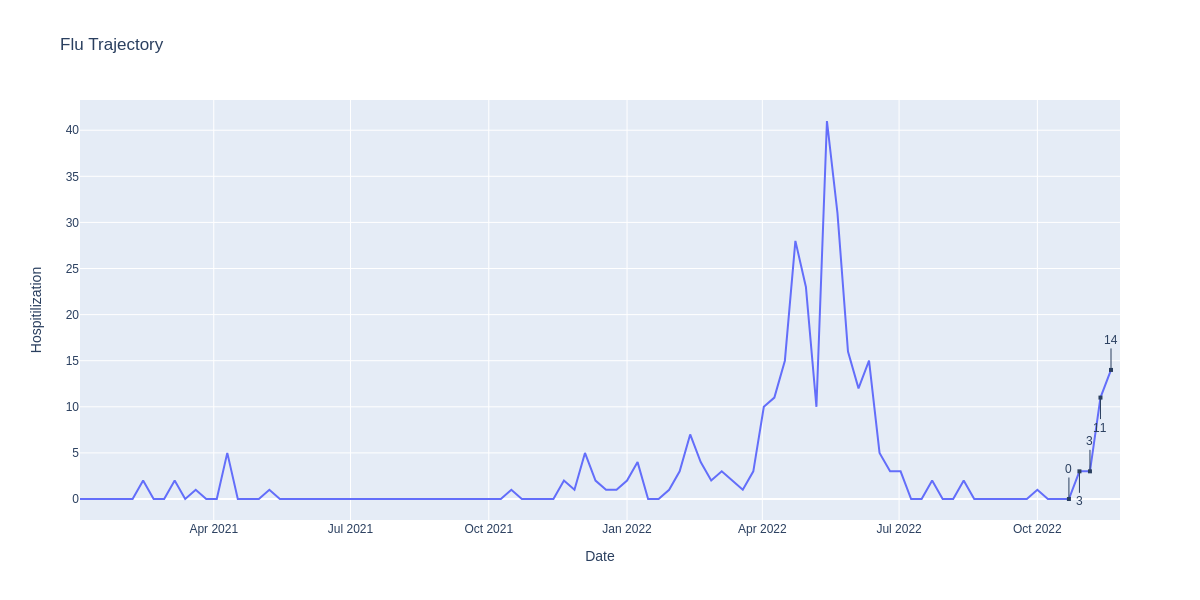 Flu Trajectory
40
35
30
25
20
15
10
5
0
Hospitilization
14
11
3
0
3
Apr 2021
Jul 2021
Oct 2021
Jan 2022
Apr 2022
Jul 2022
Oct 2022
Date